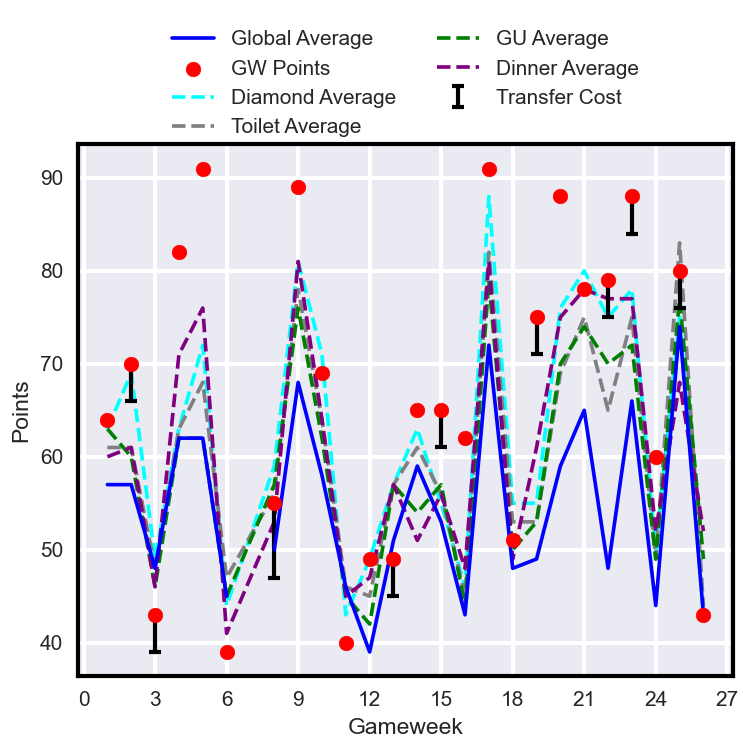 Global Average
GW Points
Diamond Average
Toilet Average
GU Average
Dinner Average
Transfer Cost
90
80
70
60
50
40
Points
0 3 6 9 12 15 18 21 24 27
Gameweek